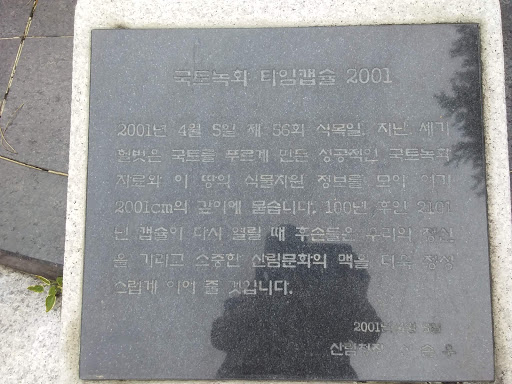 국토녹화 타임캡슐 2001
2001년 4월 5일 제 56회 식목일. 지난 세기
헐벗은 국토를 푸르게 만든 성공적인 국토녹화
자료와 이 땅의 식물자원 정보를 모아 여기
2001cm의 깊이에 묻습니다. 100년 후인 2101
년 캡슐이 다시 열릴 때 후손들은 우리의 정신
을 기리고 소중한 산림문화의 맥을 더욱 정성
스럽게 이어 줄 것입니다.
2001년 4월 5일
산림청장